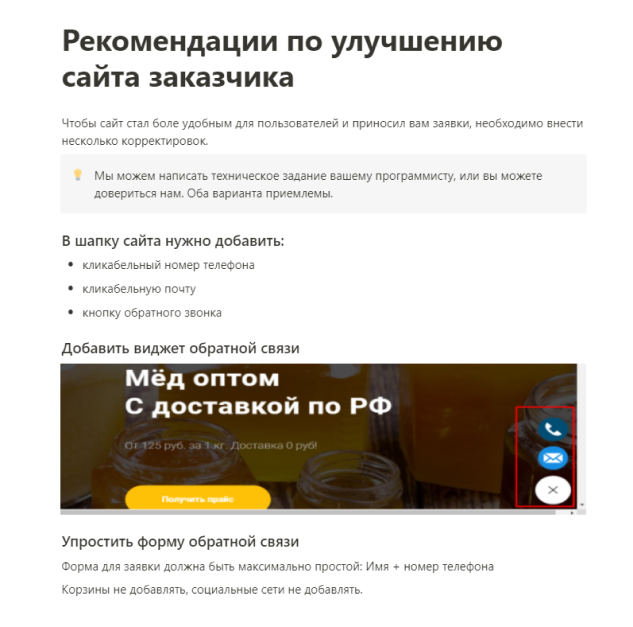 Рекомендации по улучшению
сайта заказчика
Чтобы сайт стал боле удобным для пользователей и приносил вам заявки, необходимо внести
несколько корректировок.
Мы можем написать техническое задание вашему программисту, или вы можете
довериться нам. Оба варианта приемлемы.
В шапку сайта нужно добавить:
• кликабельный номер телефона
• кликабельную почту
• кнопку обратного звонка
Добавить виджет обратной связи
Мёд оптом
С доставкой по РФ
От 125 руб. за 1 кг. Доставка 0 руб!
Получить прайс
Упростить форму обратной связи
Форма для заявки должна быть максимально простой: Имя + номер телефона
Корзины не добавлять, социальные сети не добавлять.